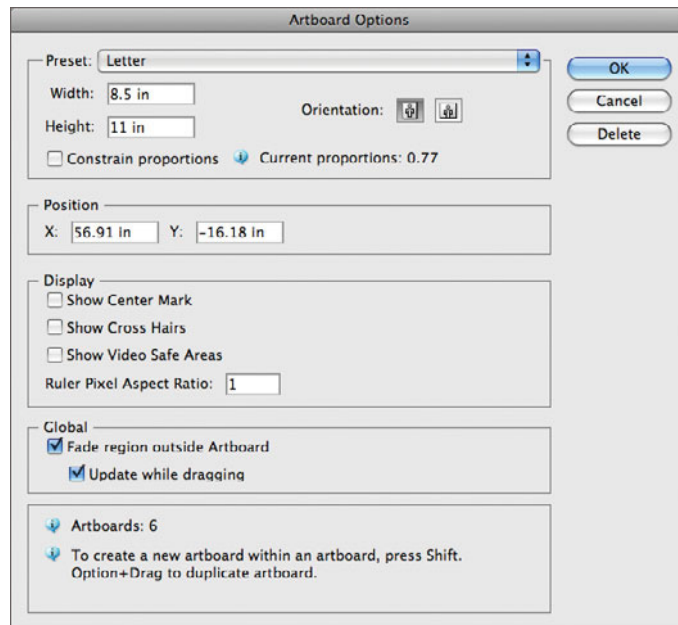 Artboard Options
Preset: Letter
Width: 8.5 in
Height: 11 in
Orientation:
Constrain proportions
Current proportions: 0.77
OK
Cancel
Delete
Position
X: 56.91 in Y: -16.18 in
Display
Show Center Mark
Show Cross Hairs
Show Video Safe Areas
Ruler Pixel Aspect Ratio: 1
Global
Fade region outside Artboard
Update while dragging
Artboards: 6
To create a new artboard within an artboard, press Shift.
Option+Drag to duplicate artboard.